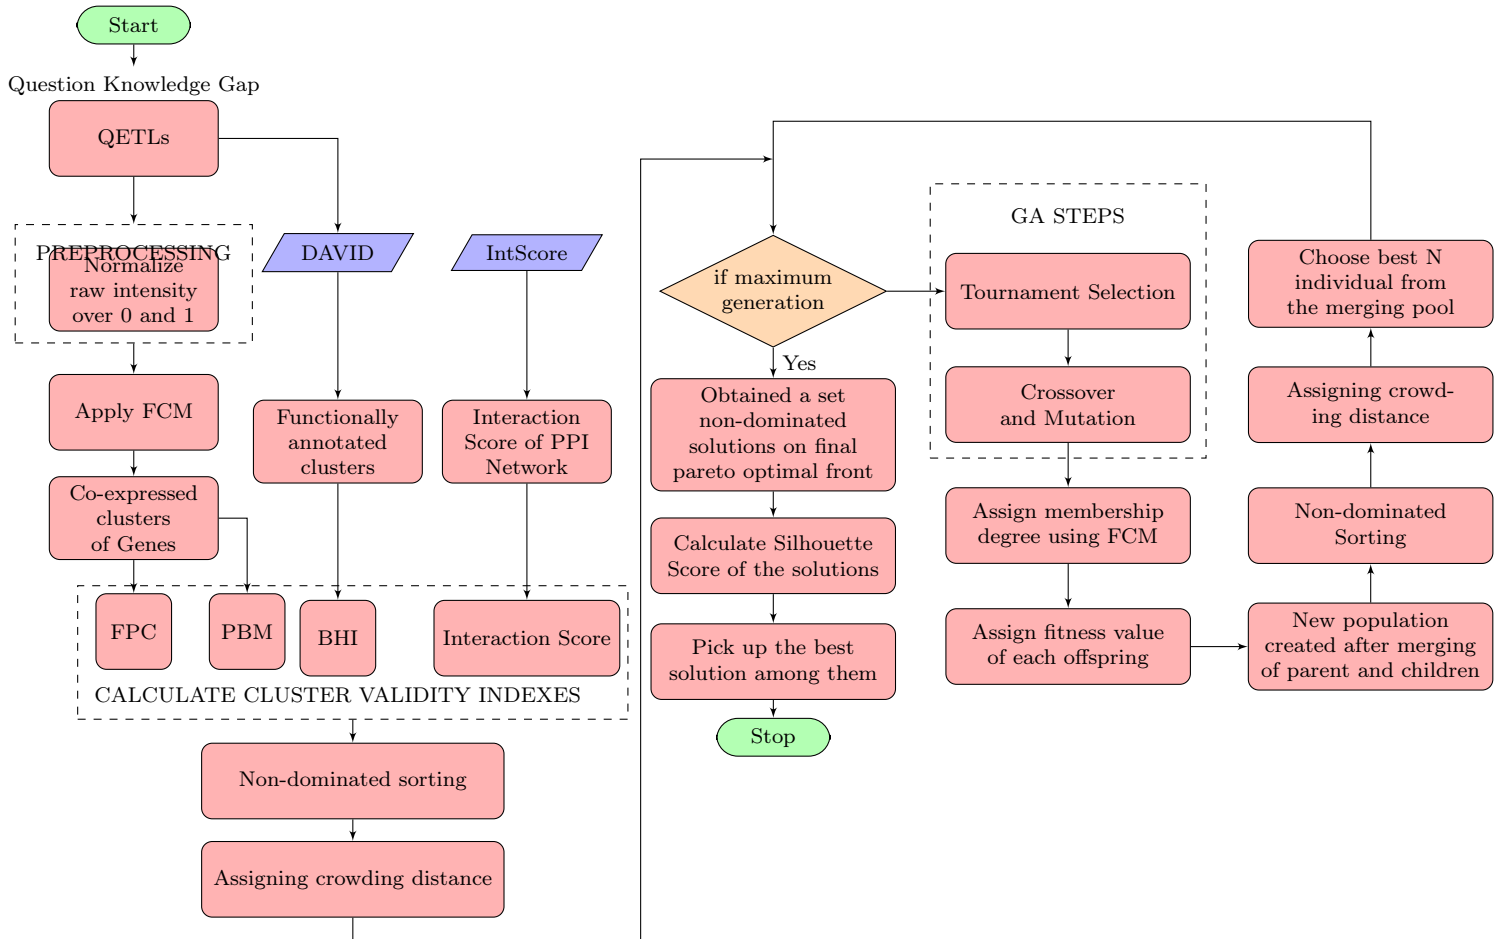 Start
Question Knowledge Gap
QETLs
PREPROCESSING
Normalize
raw intensity
over 0 and 1
DAVID
IntScore
Apply FCM
Functionally
annotated
clusters
Interaction
Score of PPI
Network
Co-expressed
clusters
of Genes
FPC
PBM
BHI
Interaction Score
CALCULATE CLUSTER VALIDITY INDEXES
Non-dominated sorting
Assigning crowding distance
if maximum
generation
Yes
Obtained a set
non-dominated
solutions on final
pareto optimal front
Calculate Silhouette
Score of the solutions
Pick up the best
solution among them
Stop
GA STEPS
Tournament Selection
Crossover
and Mutation
Assign membership
degree using FCM
Assign fitness value
of each offspring
Choose best N
individual from
the merging pool
Assigning crowd-
ing distance
Non-dominated
Sorting
New population
created after merging
of parent and children